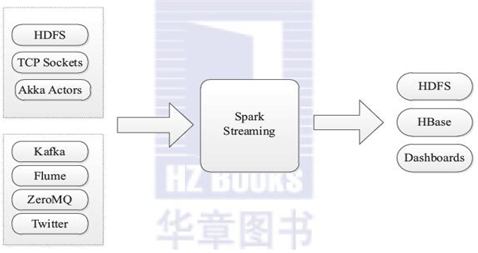 HDFS
TCP Sockets
Akka Actors
Kafka
Flume
ZeroMQ
Twitter
Spark
Streaming
HDFS
HBase
Dashboards
HZ BOOKS
华章图书